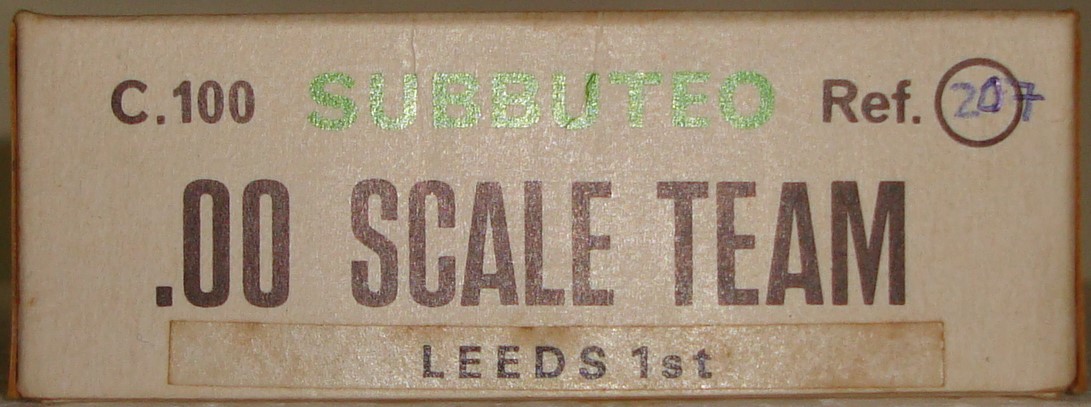 C.100 SUBBUTEO Ref. 207
.00 SCALE TEAM
LEEDS 1st